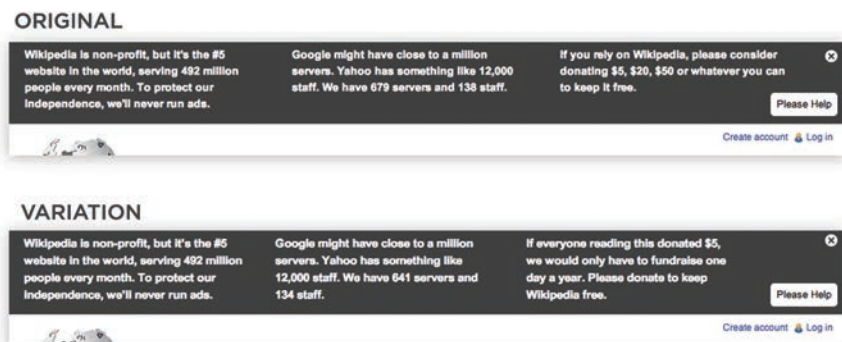 ORIGINAL
Wikipedia is non-profit, but it's the #5
website in the world, serving 492 million
people every month. To protect our
independence, we'll never run ads.
Google might have close to a million
servers. Yahoo has something like 12,000
staff. We have 679 servers and 138 staff.
If you rely on Wikipedia, please consider
donating $5, $20, $50 or whatever you can
to keep it free.
Please Help
Create account Log in
VARIATION
Wikipedia is non-profit, but it's the #5
website in the world, serving 492 million
people every month. To protect our
independence, we'll never run ads.
Google might have close to a million
servers. Yahoo has something like
12,000 staff. We have 641 servers and
134 staff.
If everyone reading this donated $5,
we would only have to fundraise one
day a year. Please donate to keep
Wikipedia free.
Please Help
Create account Log in